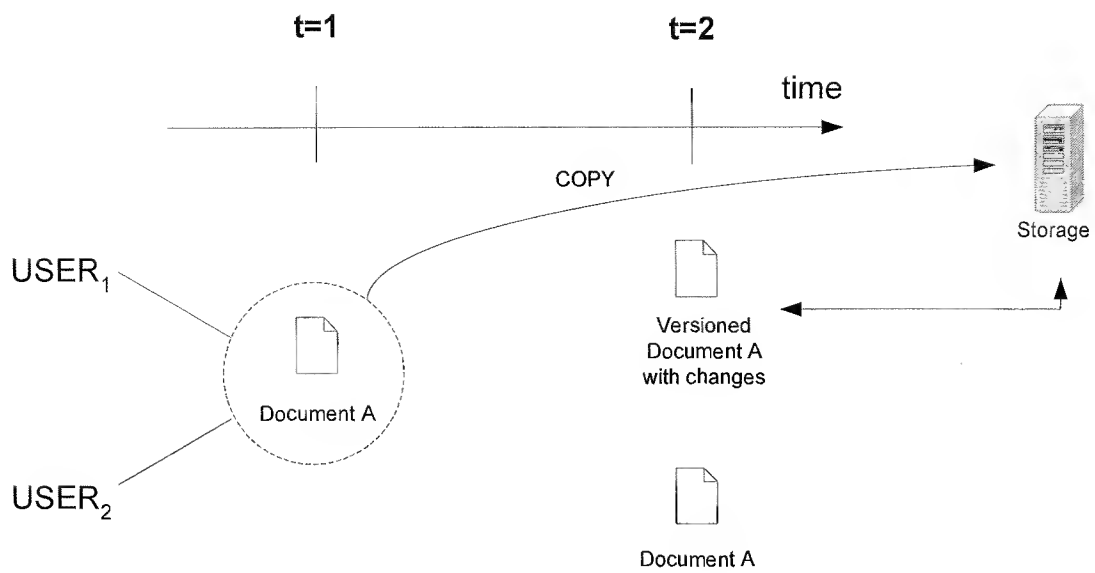 t=1
t=2
time
COPY
Storage
USER₁
Versioned
Document A
with changes
Document A
USER₂
Document A